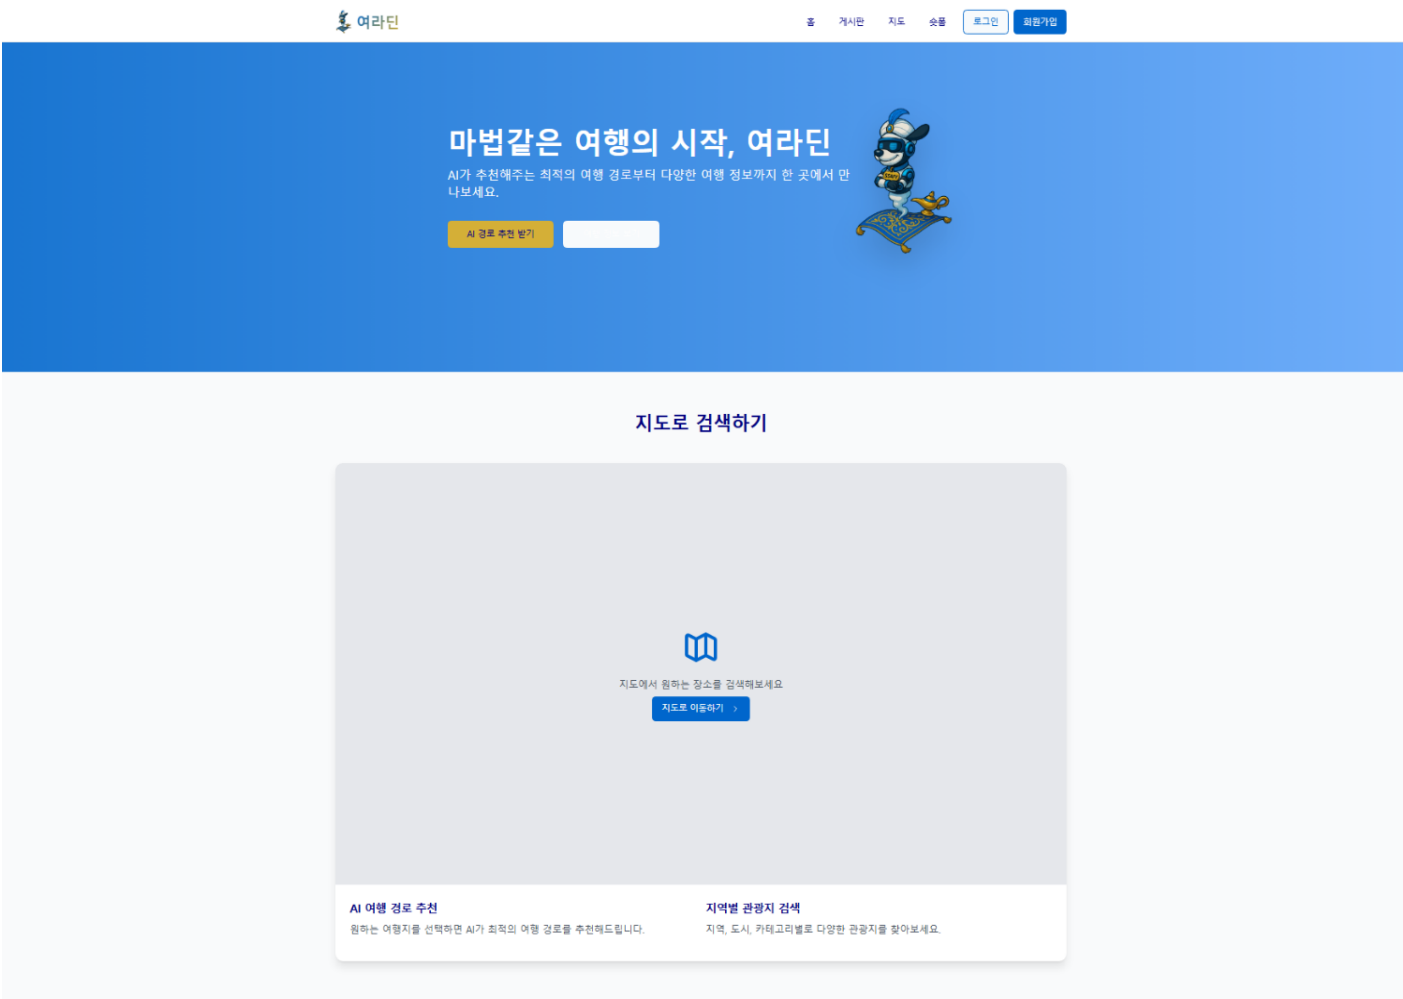 여라딘
홈 게시판 지도 숏폼 로그인 회원가입
마법같은 여행의 시작, 여라딘
AI가 추천해주는 최적의 여행 경로부터 다양한 여행 정보까지 한 곳에서 만
나보세요.
AI 경로 추천 받기
지도로 검색하기
지도에서 원하는 장소를 검색해보세요
지도로 이동하기 >
AI 여행 경로 추천
원하는 여행지를 선택하면 AI가 최적의 여행 경로를 추천해드립니다.
지역별 관광지 검색
지역, 도시, 카테고리별로 다양한 관광지를 찾아보세요.